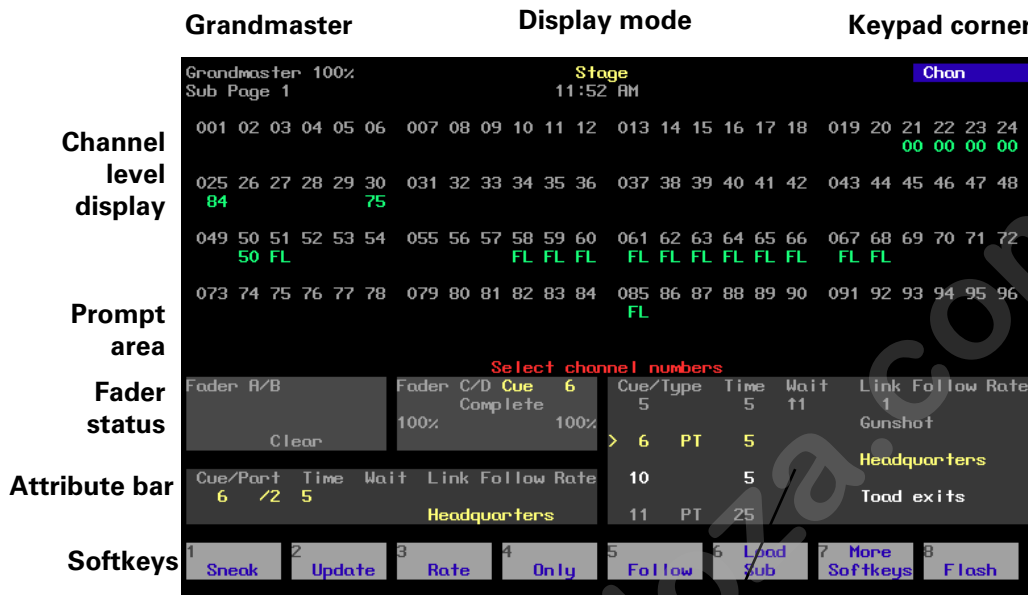 Grandmaster Display mode Keypad corner
Grandmaster 100% Stage Chan
Sub Page 1 11:52 AM
Channel
level
display
001 02 03 04 05 06 007 08 09 10 11 12 013 14 15 16 17 18 019 20 21 22 23 24
00 00 00 00
025 26 27 28 29 30 031 32 33 34 35 36 037 38 39 40 41 42 043 44 45 46 47 48
84 75
049 50 51 52 53 54 055 56 57 58 59 60 061 62 63 64 65 66 067 68 69 70 71 72
50 FL FL FL FL FL FL FL FL FL FL FL FL
073 74 75 76 77 78 079 80 81 82 83 84 085 86 87 88 89 90 091 92 93 94 95 96
FL
Prompt
area
Select channel numbers
Fader
status
Fader A/B
Clear
Fader C/D Cue 6
Complete
100% 100%
Cue/Type Time Wait Link Follow Rate
5 5 ↑1 1
Gunshot
> 6 PT 5
Headquarters
10 5
Toad exits
11 PT 25
Attribute bar
Cue/Part Time Wait Link Follow Rate
6 /2 5
Headquarters
Softkeys
1 Sneak 2 Update 3 Rate 4 Only 5 Follow 6 Load Sub 7 More Softkeys 8 Flash